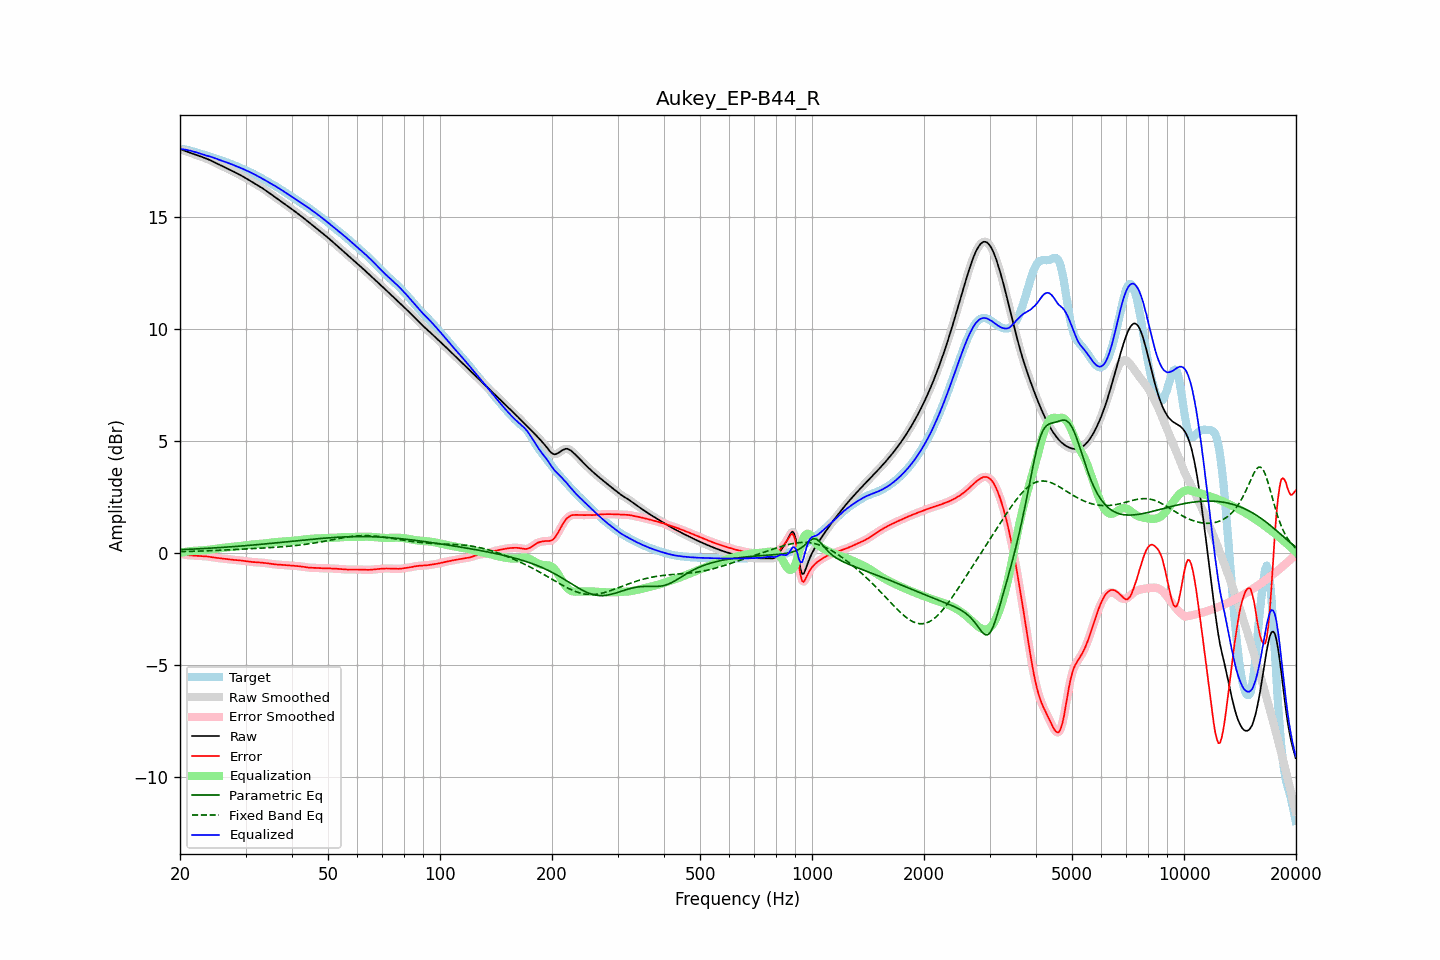 Aukey_EP-B44_R
Amplitude (dBr)
15
10
5
0
−5
−10
Target
Raw Smoothed
Error Smoothed
Raw
Error
Equalization
Parametric Eq
Fixed Band Eq
Equalized
20 50 100 200 500 1000 2000 5000 10000 20000
Frequency (Hz)